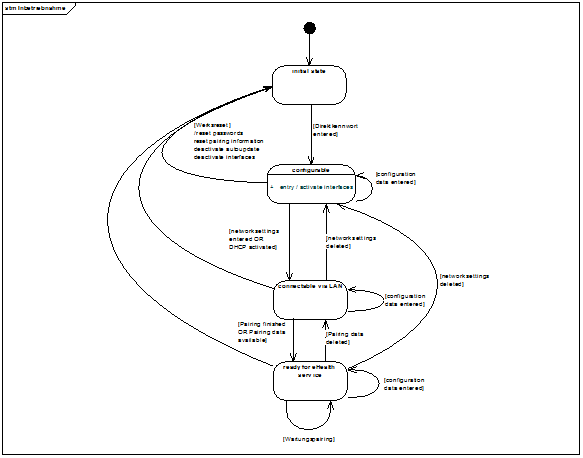 stm Inbetriebnahme
initial state
[Werksreset]
/reset passwords
reset pairing information
deactivate autoupdate
deactivate interfaces
[Direktkennwort
entered]
configurable
+ entry / activate interfaces
[configuration
data entered]
[networksettings
entered OR
DHCP activated]
[networksettings
deleted]
[networksettings
deleted]
connectable via LAN
[configuration
data entered]
[Pairing finished
OR Pairing data
available]
[Pairing data
deleted]
ready for eHealth
service
[configuration
data entered]
[Wartungspairing]